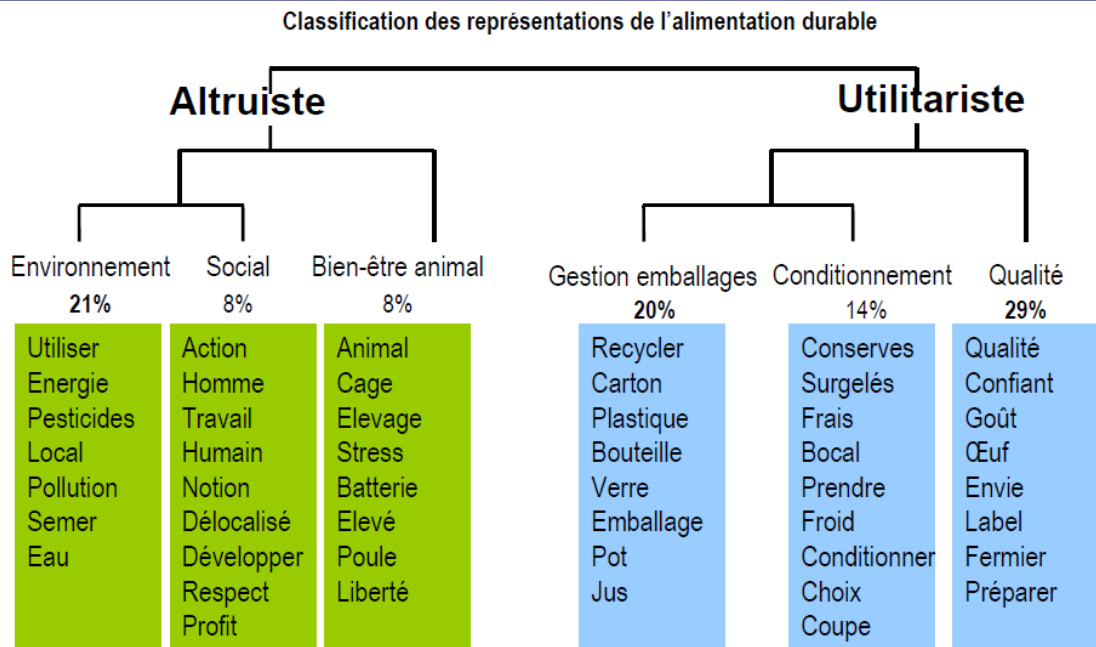 Classification des représentations de l'alimentation durable
Altruiste
Utilitariste
Environnement
21%
Utiliser
Energie
Pesticides
Local
Pollution
Semer
Eau
Social
8%
Action
Homme
Travail
Humain
Notion
Délocalisé
Développer
Respect
Profit
Bien-être animal
8%
Animal
Cage
Elevage
Stress
Batterie
Elevé
Poule
Liberté
Gestion emballages
20%
Recycler
Carton
Plastique
Bouteille
Verre
Emballage
Pot
Jus
Conditionnement
14%
Conserves
Surgelés
Frais
Bocal
Prendre
Froid
Conditionner
Choix
Coupe
Qualité
29%
Qualité
Confiant
Goût
Œuf
Envie
Label
Fermier
Préparer